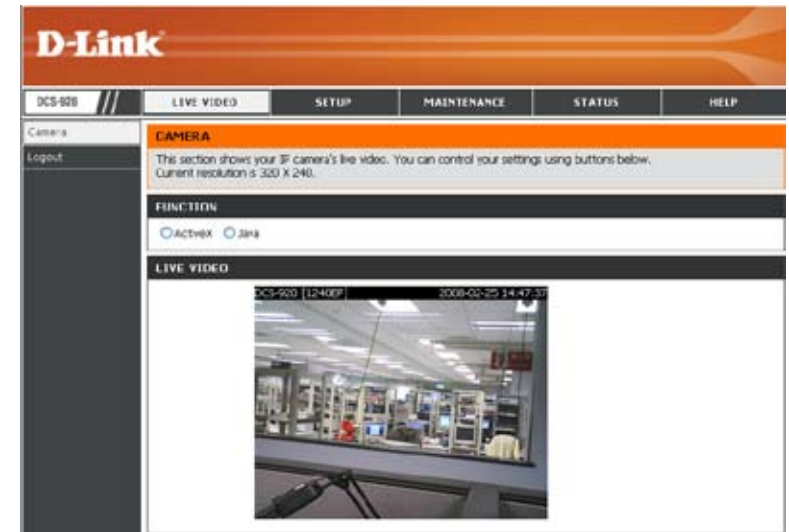 D-Link
DCS-920
LIVE VIDEO
SETUP
MAINTENANCE
STATUS
HELP
Camera
Logout
CAMERA
This section shows your IP camera's live video. You can control your settings using buttons below.
Current resolution is 320 X 240.
FUNCTION
ActiveX
Java
LIVE VIDEO
DCS-920 2008-02-25 14:47:37